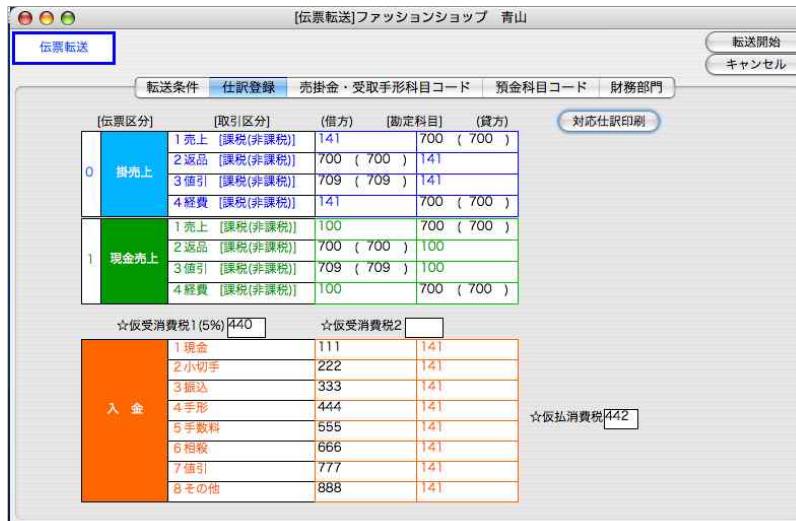 [伝票転送]ファッションショップ 青山
伝票転送
転送開始
キャンセル
転送条件 仕訳登録 売掛金・受取手形科目コード 預金科目コード 財務部門
[伝票区分] [取引区分] (借方) [勘定科目] (貸方) 対応仕訳印刷
0 掛売上
1 売上 [課税(非課税)] 141 700 ( 700 )
2 返品 [課税(非課税)] 700 ( 700 ) 141
3 値引 [課税(非課税)] 709 ( 709 ) 141
4 経費 [課税(非課税)] 141 700 ( 700 )
1 現金売上
1 売上 [課税(非課税)] 100 700 ( 700 )
2 返品 [課税(非課税)] 700 ( 700 ) 100
3 値引 [課税(非課税)] 709 ( 709 ) 100
4 経費 [課税(非課税)] 100 700 ( 700 )
☆仮受消費税1(5%) 440 ☆仮受消費税2
入 金
1 現金 111 141
2 小切手 222 141
3 振込 333 141
4 手形 444 141
5 手数料 555 141
6 相殺 666 141
7 値引 777 141
8 その他 888 141
☆仮払消費税 442